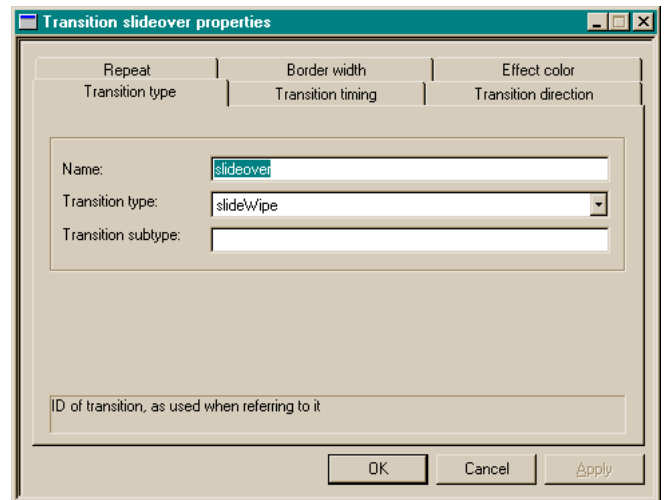 Transition slideover properties
Repeat Border width Effect color
Transition type Transition timing Transition direction
Name: slideover
Transition type: slideWipe
Transition subtype:
ID of transition, as used when referring to it
OK Cancel Apply